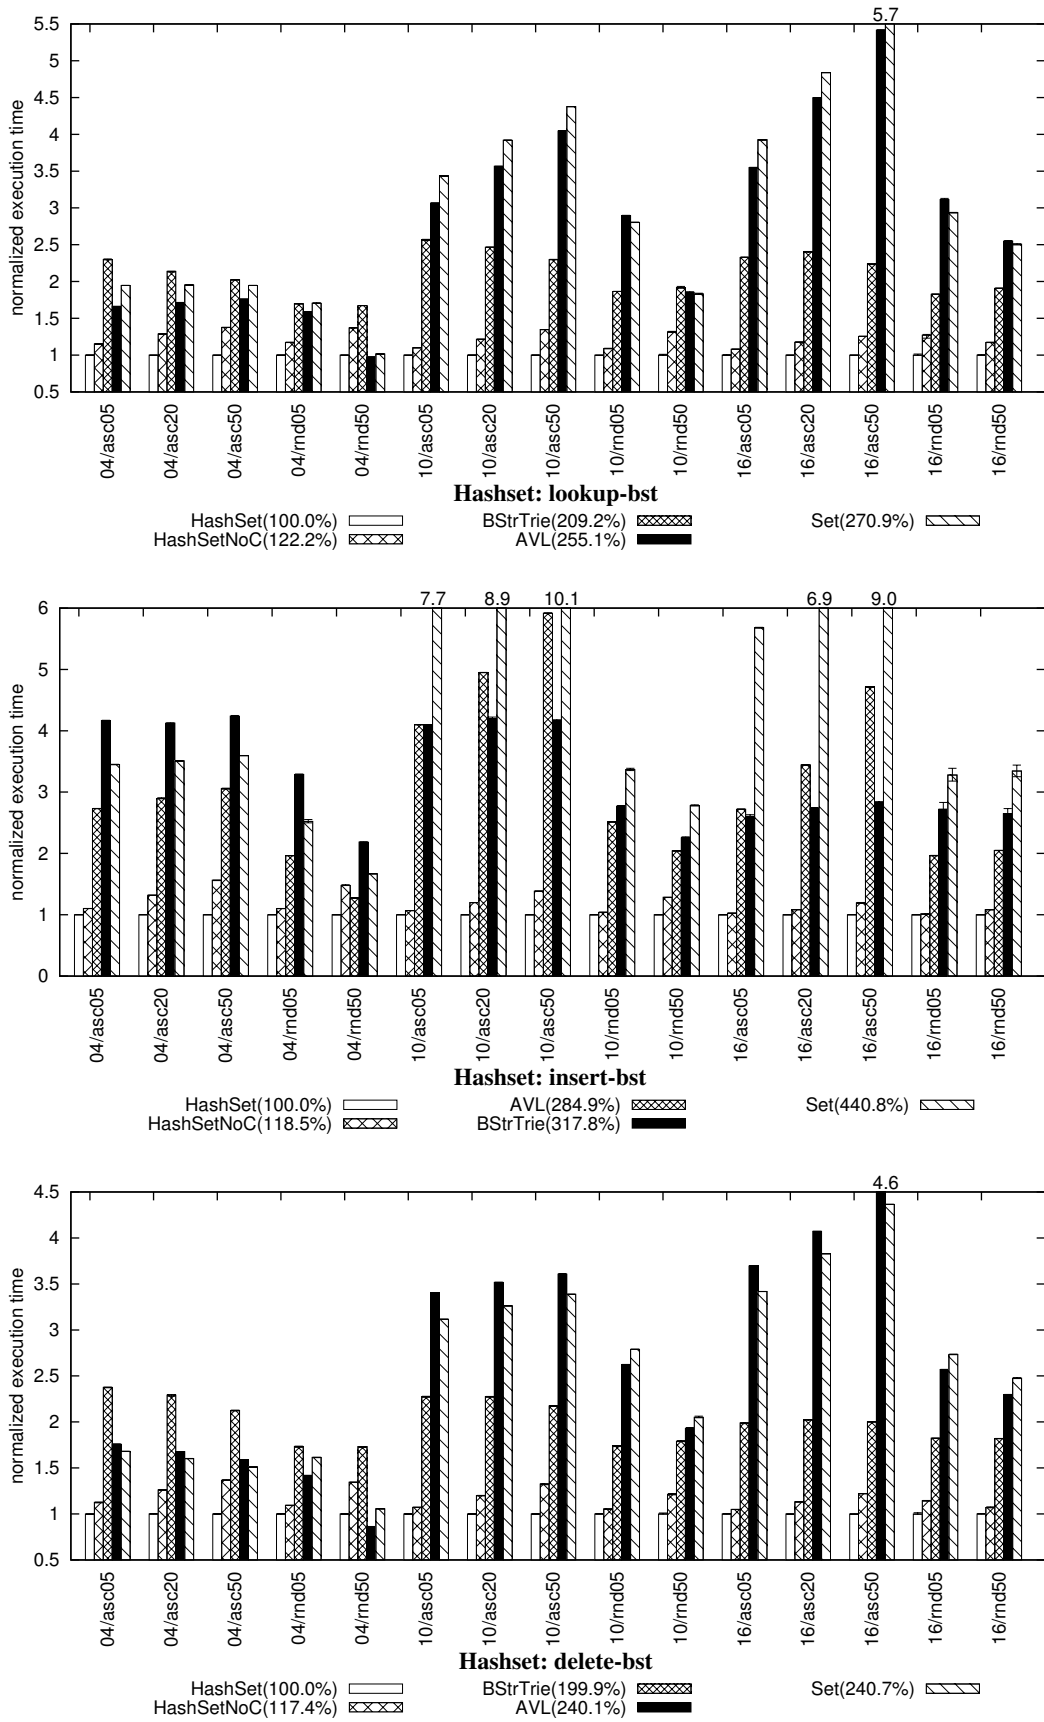 5.7
5.5
5
4.5
4
3.5
3
2.5
2
1.5
1
0.5
normalized execution time
04/asc05 04/asc20 04/asc50 04/rnd05 04/rnd50 10/asc05 10/asc20 10/asc50 10/rnd05 10/rnd50 16/asc05 16/asc20 16/asc50 16/rnd05 16/rnd50
Hashset: lookup-bst
HashSet(100.0%) BStrTrie(209.2%) Set(270.9%)
HashSetNoC(122.2%) AVL(255.1%)
7.7 8.9 10.1 6.9 9.0
6
5
4
3
2
1
0
normalized execution time
04/asc05 04/asc20 04/asc50 04/rnd05 04/rnd50 10/asc05 10/asc20 10/asc50 10/rnd05 10/rnd50 16/asc05 16/asc20 16/asc50 16/rnd05 16/rnd50
Hashset: insert-bst
HashSet(100.0%) AVL(284.9%) Set(440.8%)
HashSetNoC(118.5%) BStrTrie(317.8%)
4.6
4.5
4
3.5
3
2.5
2
1.5
1
0.5
normalized execution time
04/asc05 04/asc20 04/asc50 04/rnd05 04/rnd50 10/asc05 10/asc20 10/asc50 10/rnd05 10/rnd50 16/asc05 16/asc20 16/asc50 16/rnd05 16/rnd50
Hashset: delete-bst
HashSet(100.0%) BStrTrie(199.9%) Set(240.7%)
HashSetNoC(117.4%) AVL(240.1%)